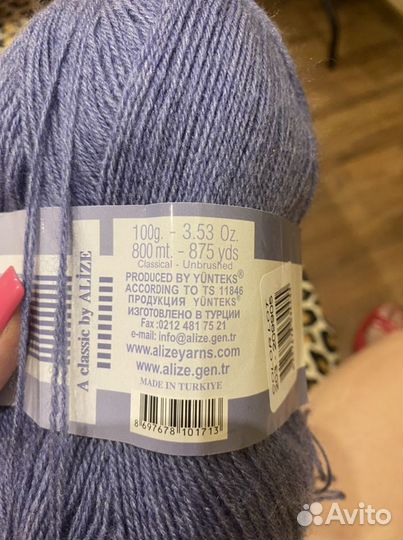 100g. - 3.53 Oz.
800 mt. - 875 yds
Classical - Unbrushed
PRODUCED BY YÜNTEKS®
ACCORDING TO TS 11846
ПРОДУКЦИЯ YÜNTEKS®
ИЗГОТОВЛЕНО В ТУРЦИИ
Fax:0212 481 75 21
e-mail: info@alize.gen.tr
www.alizeyarns.com
www.alize.gen.tr
MADE IN TURKIYE
8 697678 101713
A classic by ALIZE
Avito